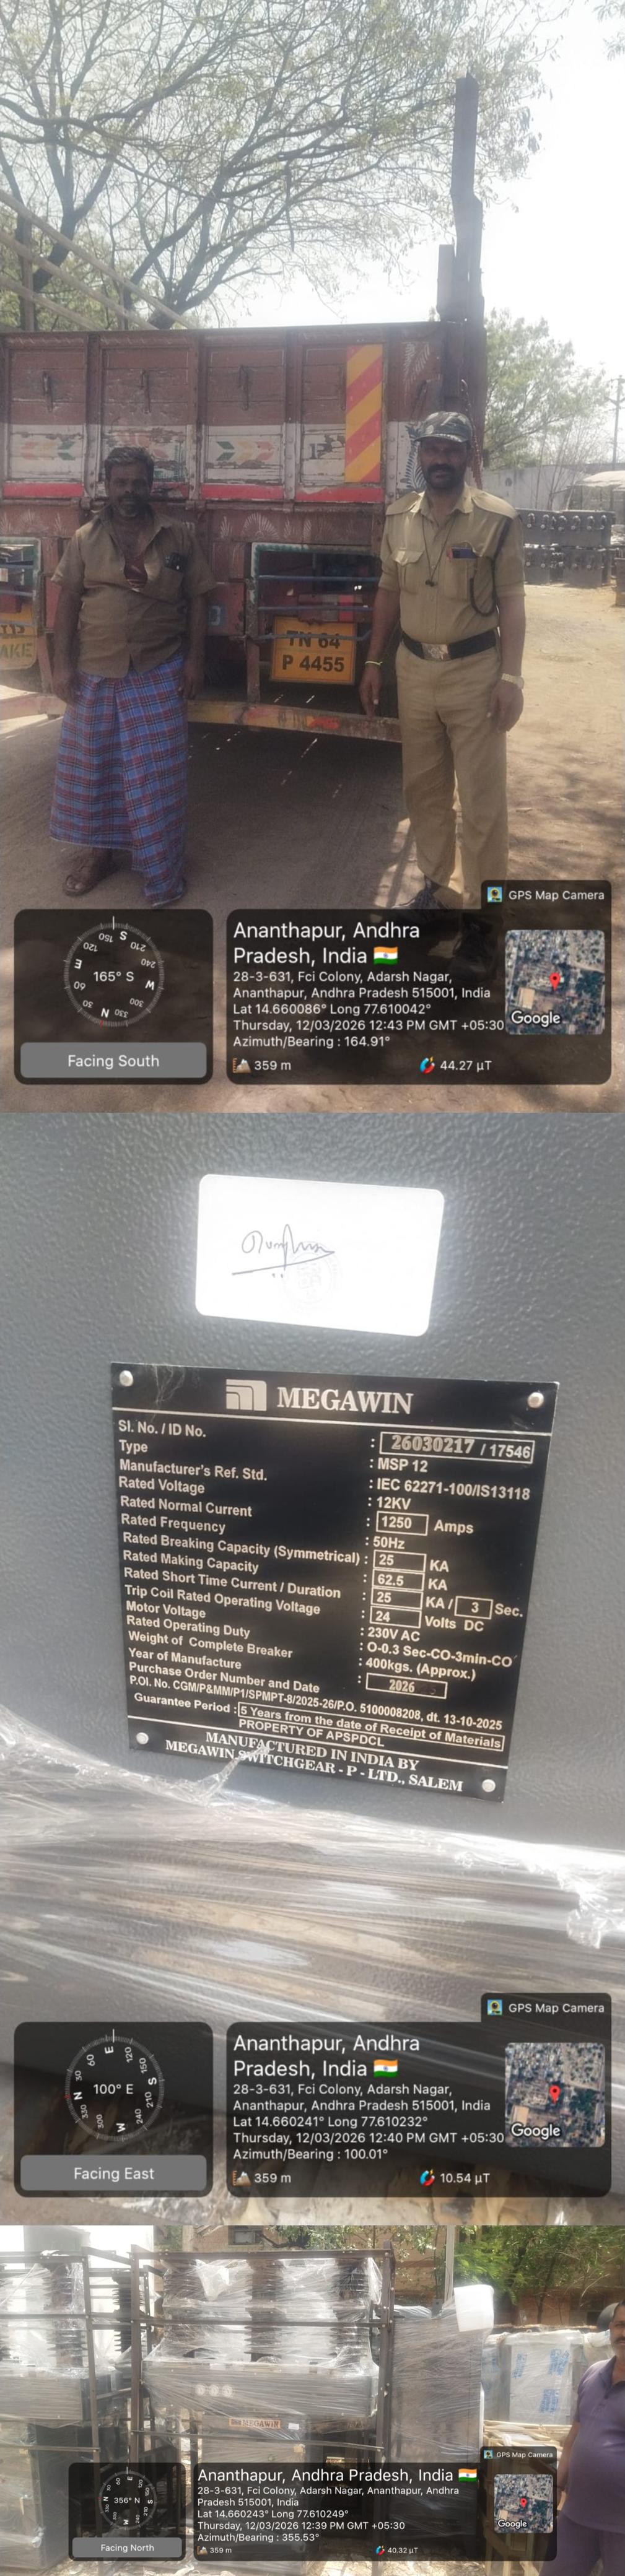 TN 64
P 4455
GPS Map Camera
165° S
Facing South
Ananthapur, Andhra
Pradesh, India 🇮🇳
28-3-631, Fci Colony, Adarsh Nagar,
Ananthapur, Andhra Pradesh 515001, India
Lat 14.660086° Long 77.610042°
Thursday, 12/03/2026 12:43 PM GMT +05:30
Azimuth/Bearing : 164.91°
359 m
44.27 µT
Google
MEGAWIN
Sl. No. / ID No. : 26030217 / 17546
Type : MSP 12
Manufacturer's Ref. Std. : IEC 62271-100/IS13118
Rated Voltage : 12KV
Rated Normal Current : 1250 Amps
Rated Frequency : 50Hz
Rated Breaking Capacity (Symmetrical) : 25 KA
Rated Making Capacity : 62.5 KA
Rated Short Time Current / Duration : 25 KA / 3 Sec.
Trip Coil Rated Operating Voltage : 24 Volts DC
Motor Voltage : 230V AC
Rated Operating Duty : O-0.3 Sec-CO-3min-CO
Weight of Complete Breaker : 400kgs. (Approx.)
Year of Manufacture : 2026
Purchase Order Number and Date
P.OI. No. CGM/P&MM/P1/SPMPT-8/2025-26/P.O. 5100008208, dt. 13-10-2025
Guarantee Period : 5 Years from the date of Receipt of Materials
PROPERTY OF APSPDCL
MANUFACTURED IN INDIA BY
MEGAWIN SWITCHGEAR - P - LTD., SALEM
GPS Map Camera
100° E
Facing East
Ananthapur, Andhra
Pradesh, India 🇮🇳
28-3-631, Fci Colony, Adarsh Nagar,
Ananthapur, Andhra Pradesh 515001, India
Lat 14.660241° Long 77.610232°
Thursday, 12/03/2026 12:40 PM GMT +05:30
Azimuth/Bearing : 100.01°
359 m
10.54 µT
Google
MEGAWIN
GPS Map Camera
356° N
Facing North
Ananthapur, Andhra Pradesh, India 🇮🇳
28-3-631, Fci Colony, Adarsh Nagar, Ananthapur, Andhra
Pradesh 515001, India
Lat 14.660243° Long 77.610249°
Thursday, 12/03/2026 12:39 PM GMT +05:30
Azimuth/Bearing : 355.53°
359 m
40.32 µT
Google